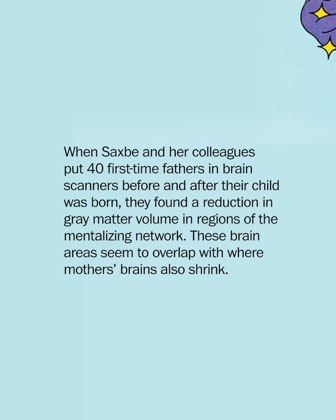 When Saxbe and her colleagues
put 40 first-time fathers in brain
scanners before and after their child
was born, they found a reduction in
gray matter volume in regions of the
mentalizing network. These brain
areas seem to overlap with where
mothers’ brains also shrink.